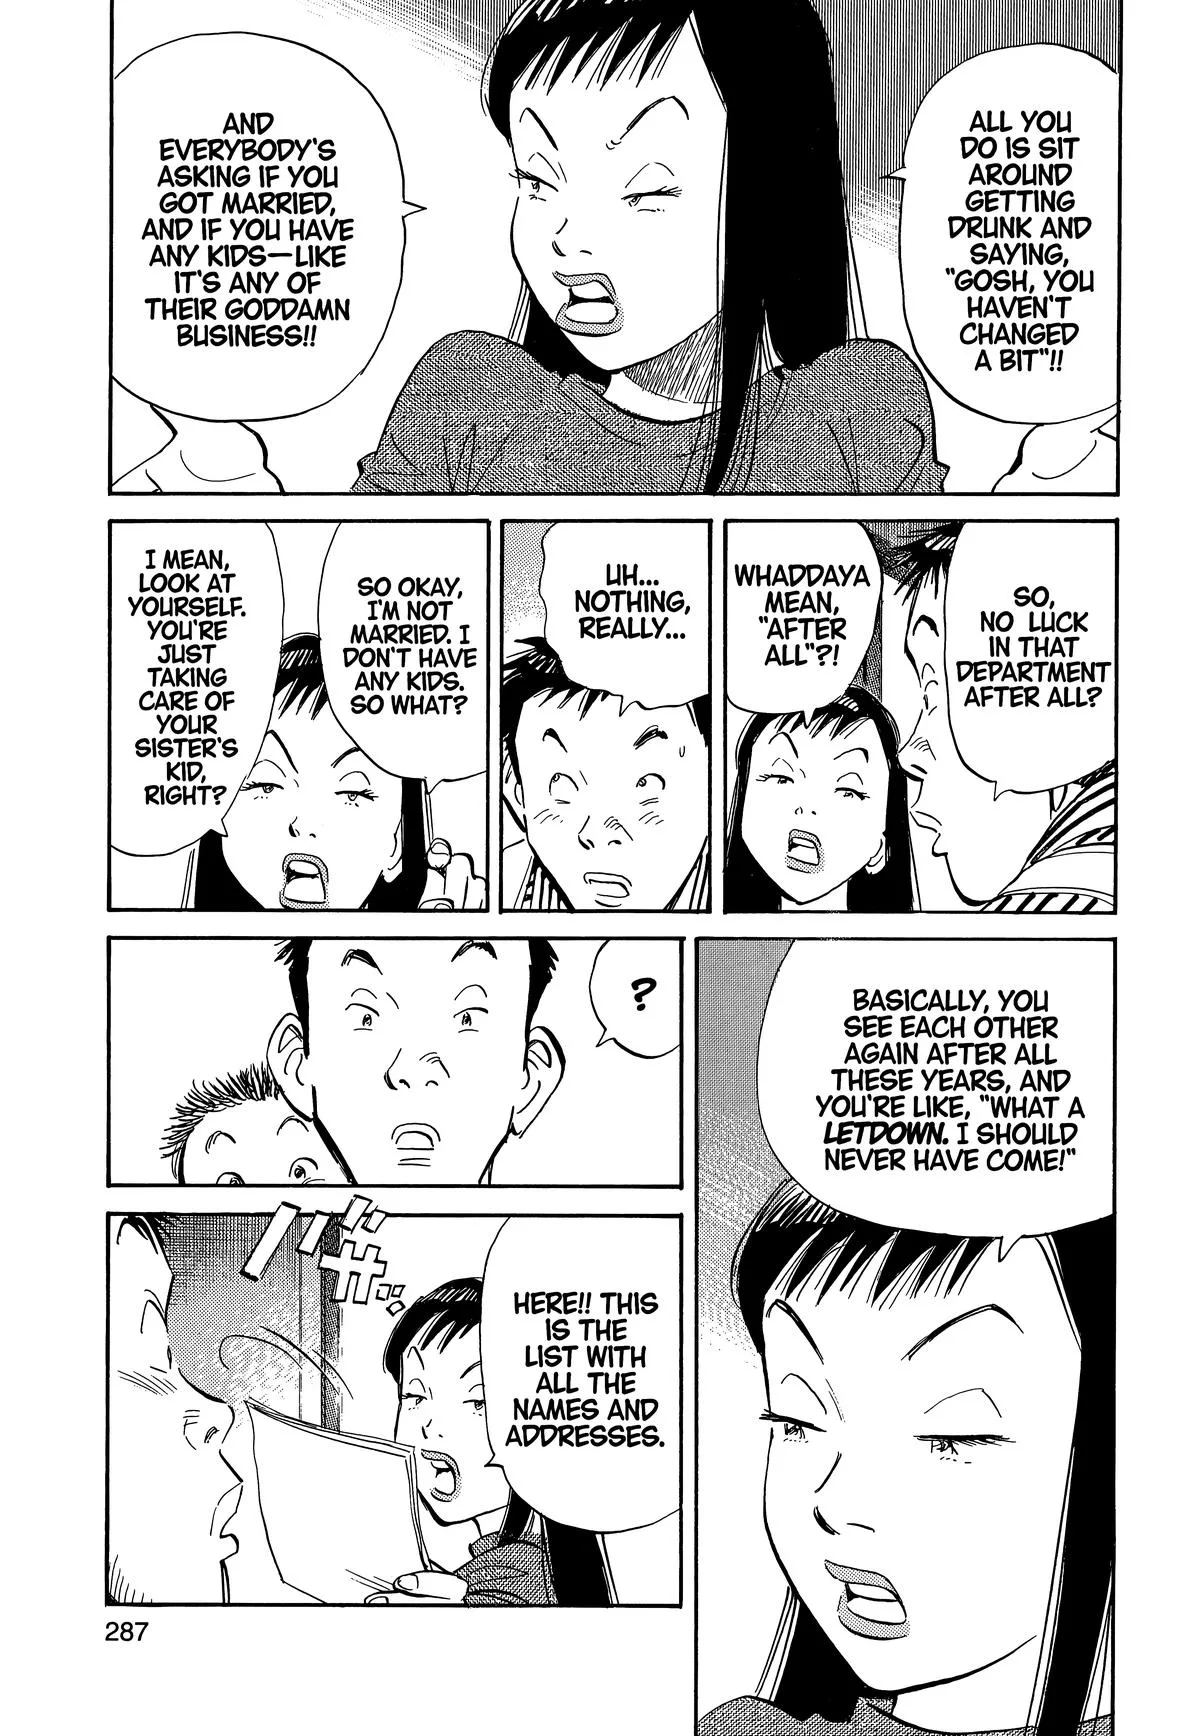 ALL YOU
DO IS SIT
AROUND
GETTING
DRUNK AND
SAYING,
"GOSH, YOU
HAVEN'T
CHANGED
A BIT"!!
AND
EVERYBODY'S
ASKING IF YOU
GOT MARRIED,
AND IF YOU HAVE
ANY KIDS—LIKE
IT'S ANY OF
THEIR GODDAMN
BUSINESS!!
SO,
NO LUCK
IN THAT
DEPARTMENT
AFTER ALL?
WHADDAYA
MEAN,
"AFTER
ALL"?!
UH...
NOTHING,
REALLY...
SO OKAY,
I'M NOT
MARRIED. I
DON'T HAVE
ANY KIDS.
SO WHAT?
I MEAN,
LOOK AT
YOURSELF.
YOU'RE
JUST
TAKING
CARE OF
YOUR
SISTER'S
KID,
RIGHT?
BASICALLY, YOU
SEE EACH OTHER
AGAIN AFTER ALL
THESE YEARS, AND
YOU'RE LIKE, "WHAT A
LETDOWN. I SHOULD
NEVER HAVE COME!"
?
HERE!! THIS
IS THE
LIST WITH
ALL THE
NAMES AND
ADDRESSES.
バサッ
287